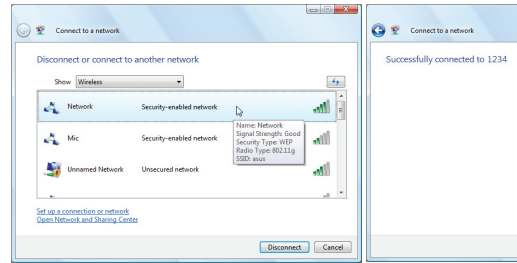 Connect to a network
Disconnect or connect to another network
Show Wireless
Network Security-enabled network
Name: Network
Signal Strength: Good
Security Type: WEP
Radio Type: 802.11g
SSID: asus
Mic Security-enabled network
Unnamed Network Unsecured network
Set up a connection or network
Open Network and Sharing Center
Disconnect Cancel
Connect to a network
Successfully connected to 1234